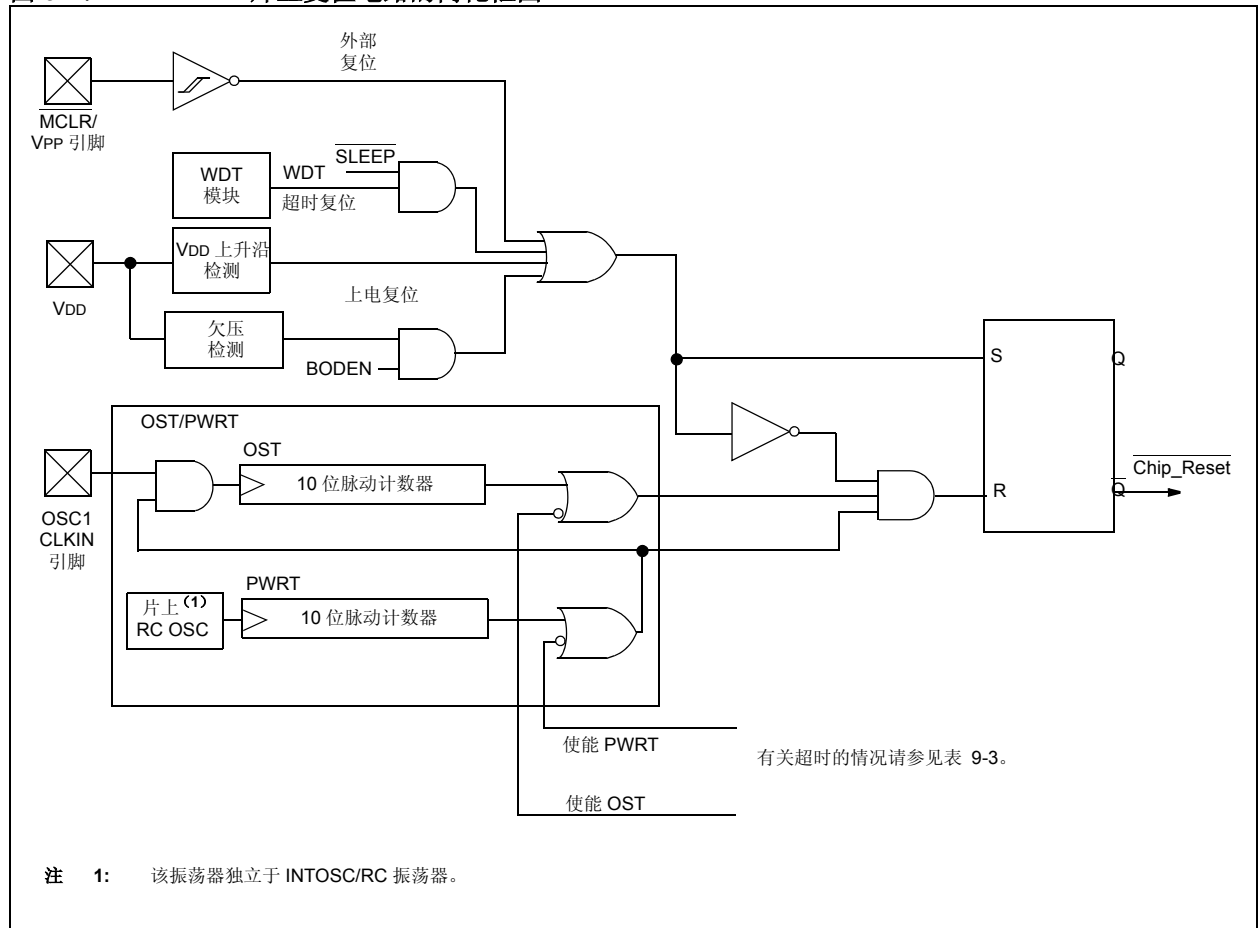 外部
复位
MCLR/
VPP 引脚
SLEEP
WDT
模块
WDT
超时复位
VDD 上升沿
检测
VDD
上电复位
欠压
检测
BODEN
S
Q
OST/PWRT
OST
10 位脉动计数器
Chip_Reset
R
Q
OSC1
CLKIN
引脚
PWRT
片上(1)
RC OSC
10 位脉动计数器
使能 PWRT
有关超时的情况请参见表 9-3。
使能 OST
注 1: 该振荡器独立于 INTOSC/RC 振荡器。